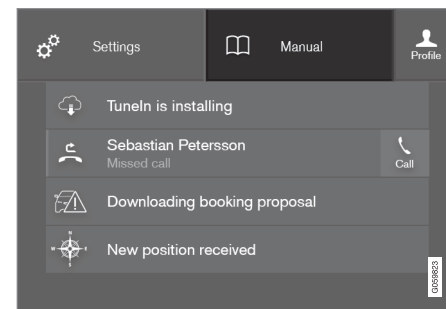 Settings
Manual
Profile
TuneIn is installing
Sebastian Petersson
Missed call
Call
Downloading booking proposal
New position received
G059823